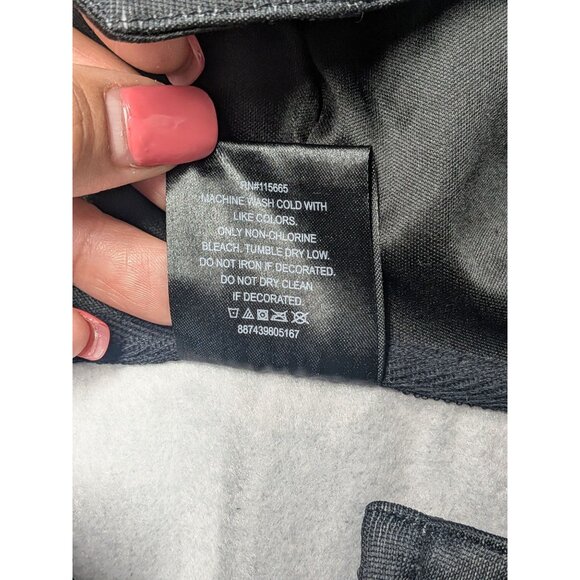 RN#115665
MACHINE WASH COLD WITH
LIKE COLORS.
ONLY NON-CHLORINE
BLEACH. TUMBLE DRY LOW.
DO NOT IRON IF DECORATED.
DO NOT DRY CLEAN
IF DECORATED.
887439805167